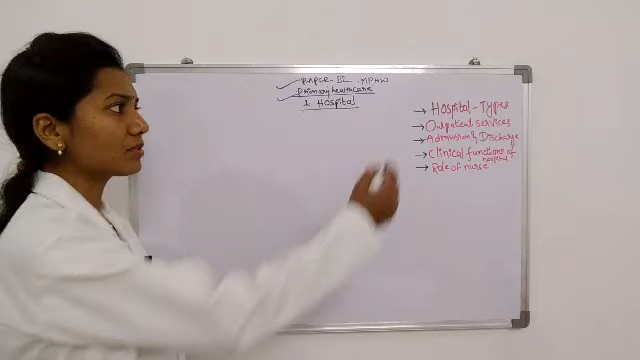 Paper - III - MPHW
Primary healthcare
1. Hospital
→ Hospital - Types
→ Outpatient services
→ Admission & Discharge
→ Clinical functions of hospital
→ Role of nurse